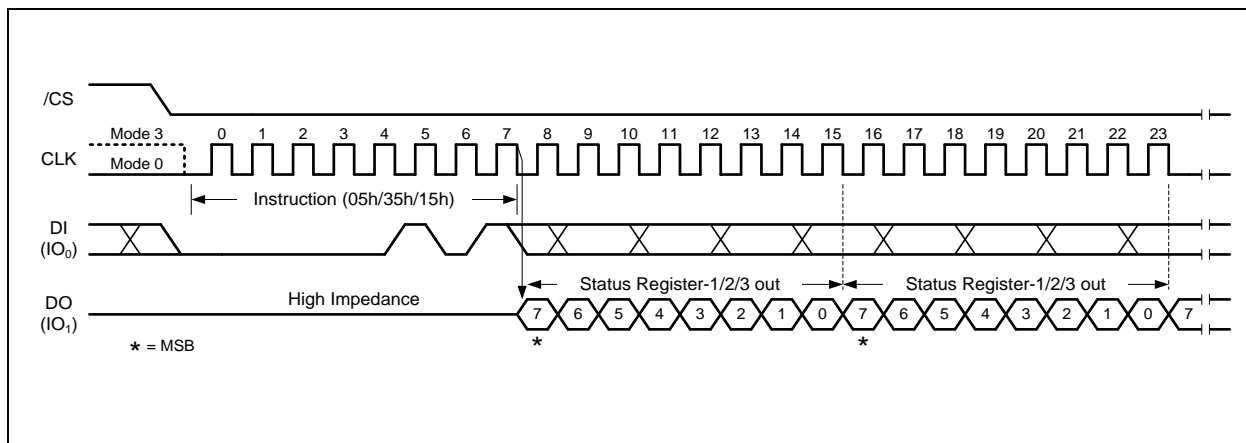 /CS
Mode 3 0 1 2 3 4 5 6 7 8 9 10 11 12 13 14 15 16 17 18 19 20 21 22 23
CLK
Mode 0
Instruction (05h/35h/15h)
DI
(IO₀)
Status Register-1/2/3 out Status Register-1/2/3 out
High Impedance
DO
(IO₁)
7 6 5 4 3 2 1 0 7 6 5 4 3 2 1 0 7
* *
* = MSB